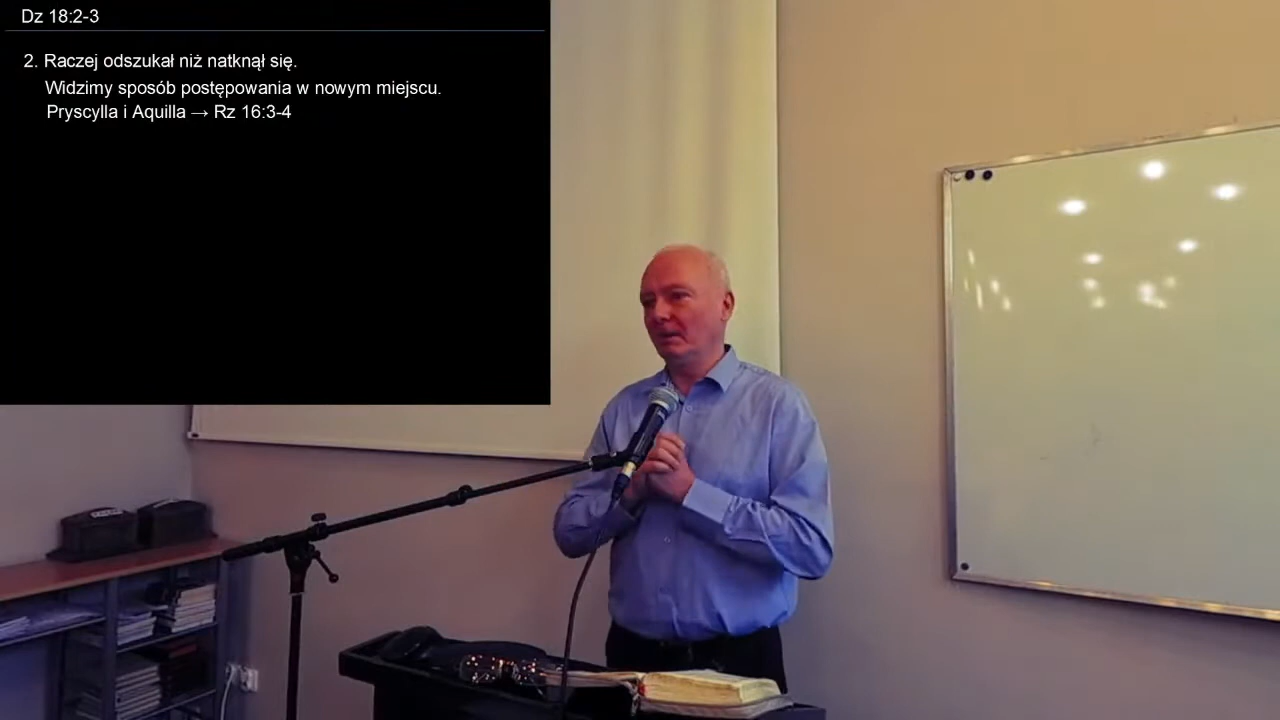 Dz 18:2-3
2. Raczej odszukał niż natknął się.
Widzimy sposób postępowania w nowym miejscu.
Pryscylla i Aquilla → Rz 16:3-4